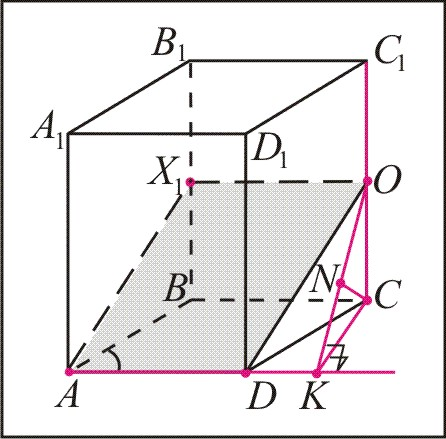 B₁ C₁
A₁ D₁
X₁ O
N
B C
A D K